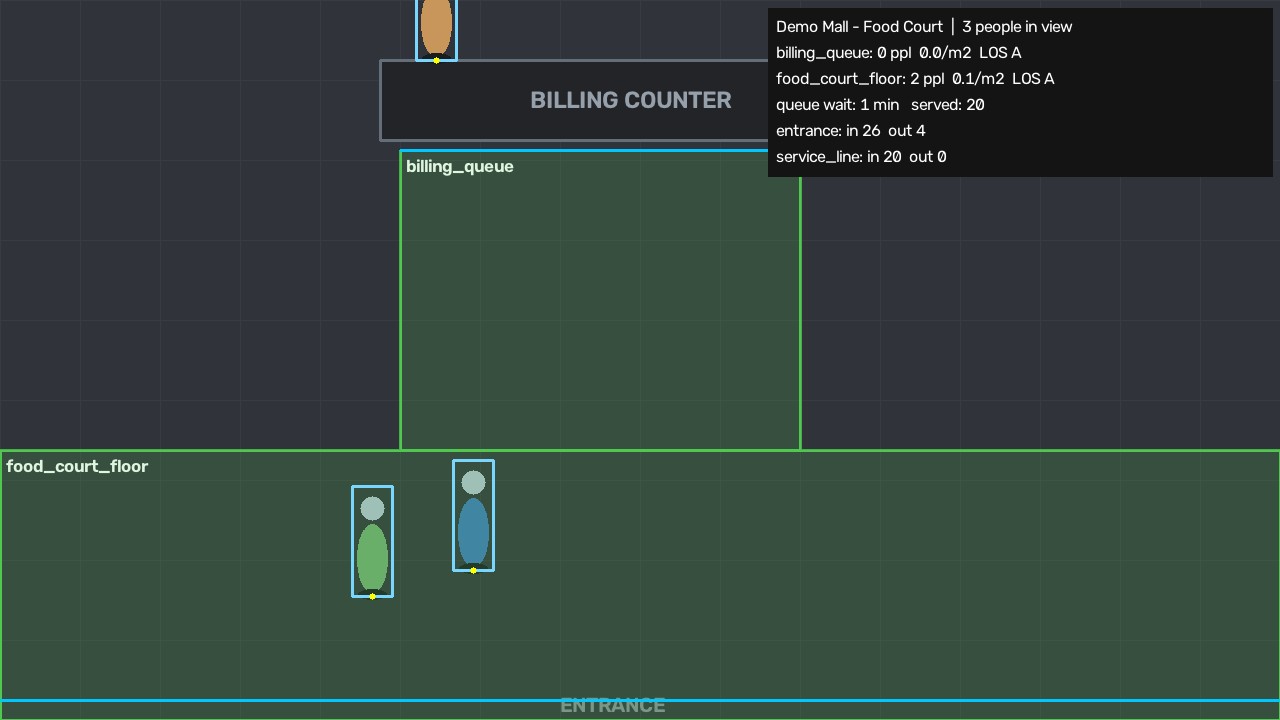 Demo Mall - Food Court | 3 people in view
billing_queue: 0 ppl 0.0/m2 LOS A
food_court_floor: 2 ppl 0.1/m2 LOS A
queue wait: 1 min served: 20
entrance: in 26 out 4
service_line: in 20 out 0
BILLING COUNTER
billing_queue
food_court_floor
ENTRANCE